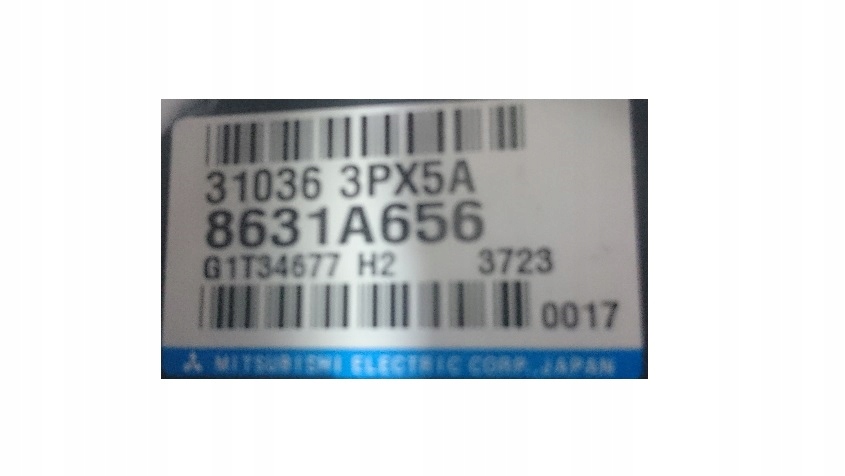 31036 3PX5A
8631A656
G1T34677 H2 3723
0017
MITSUBISHI ELECTRIC CORP. JAPAN